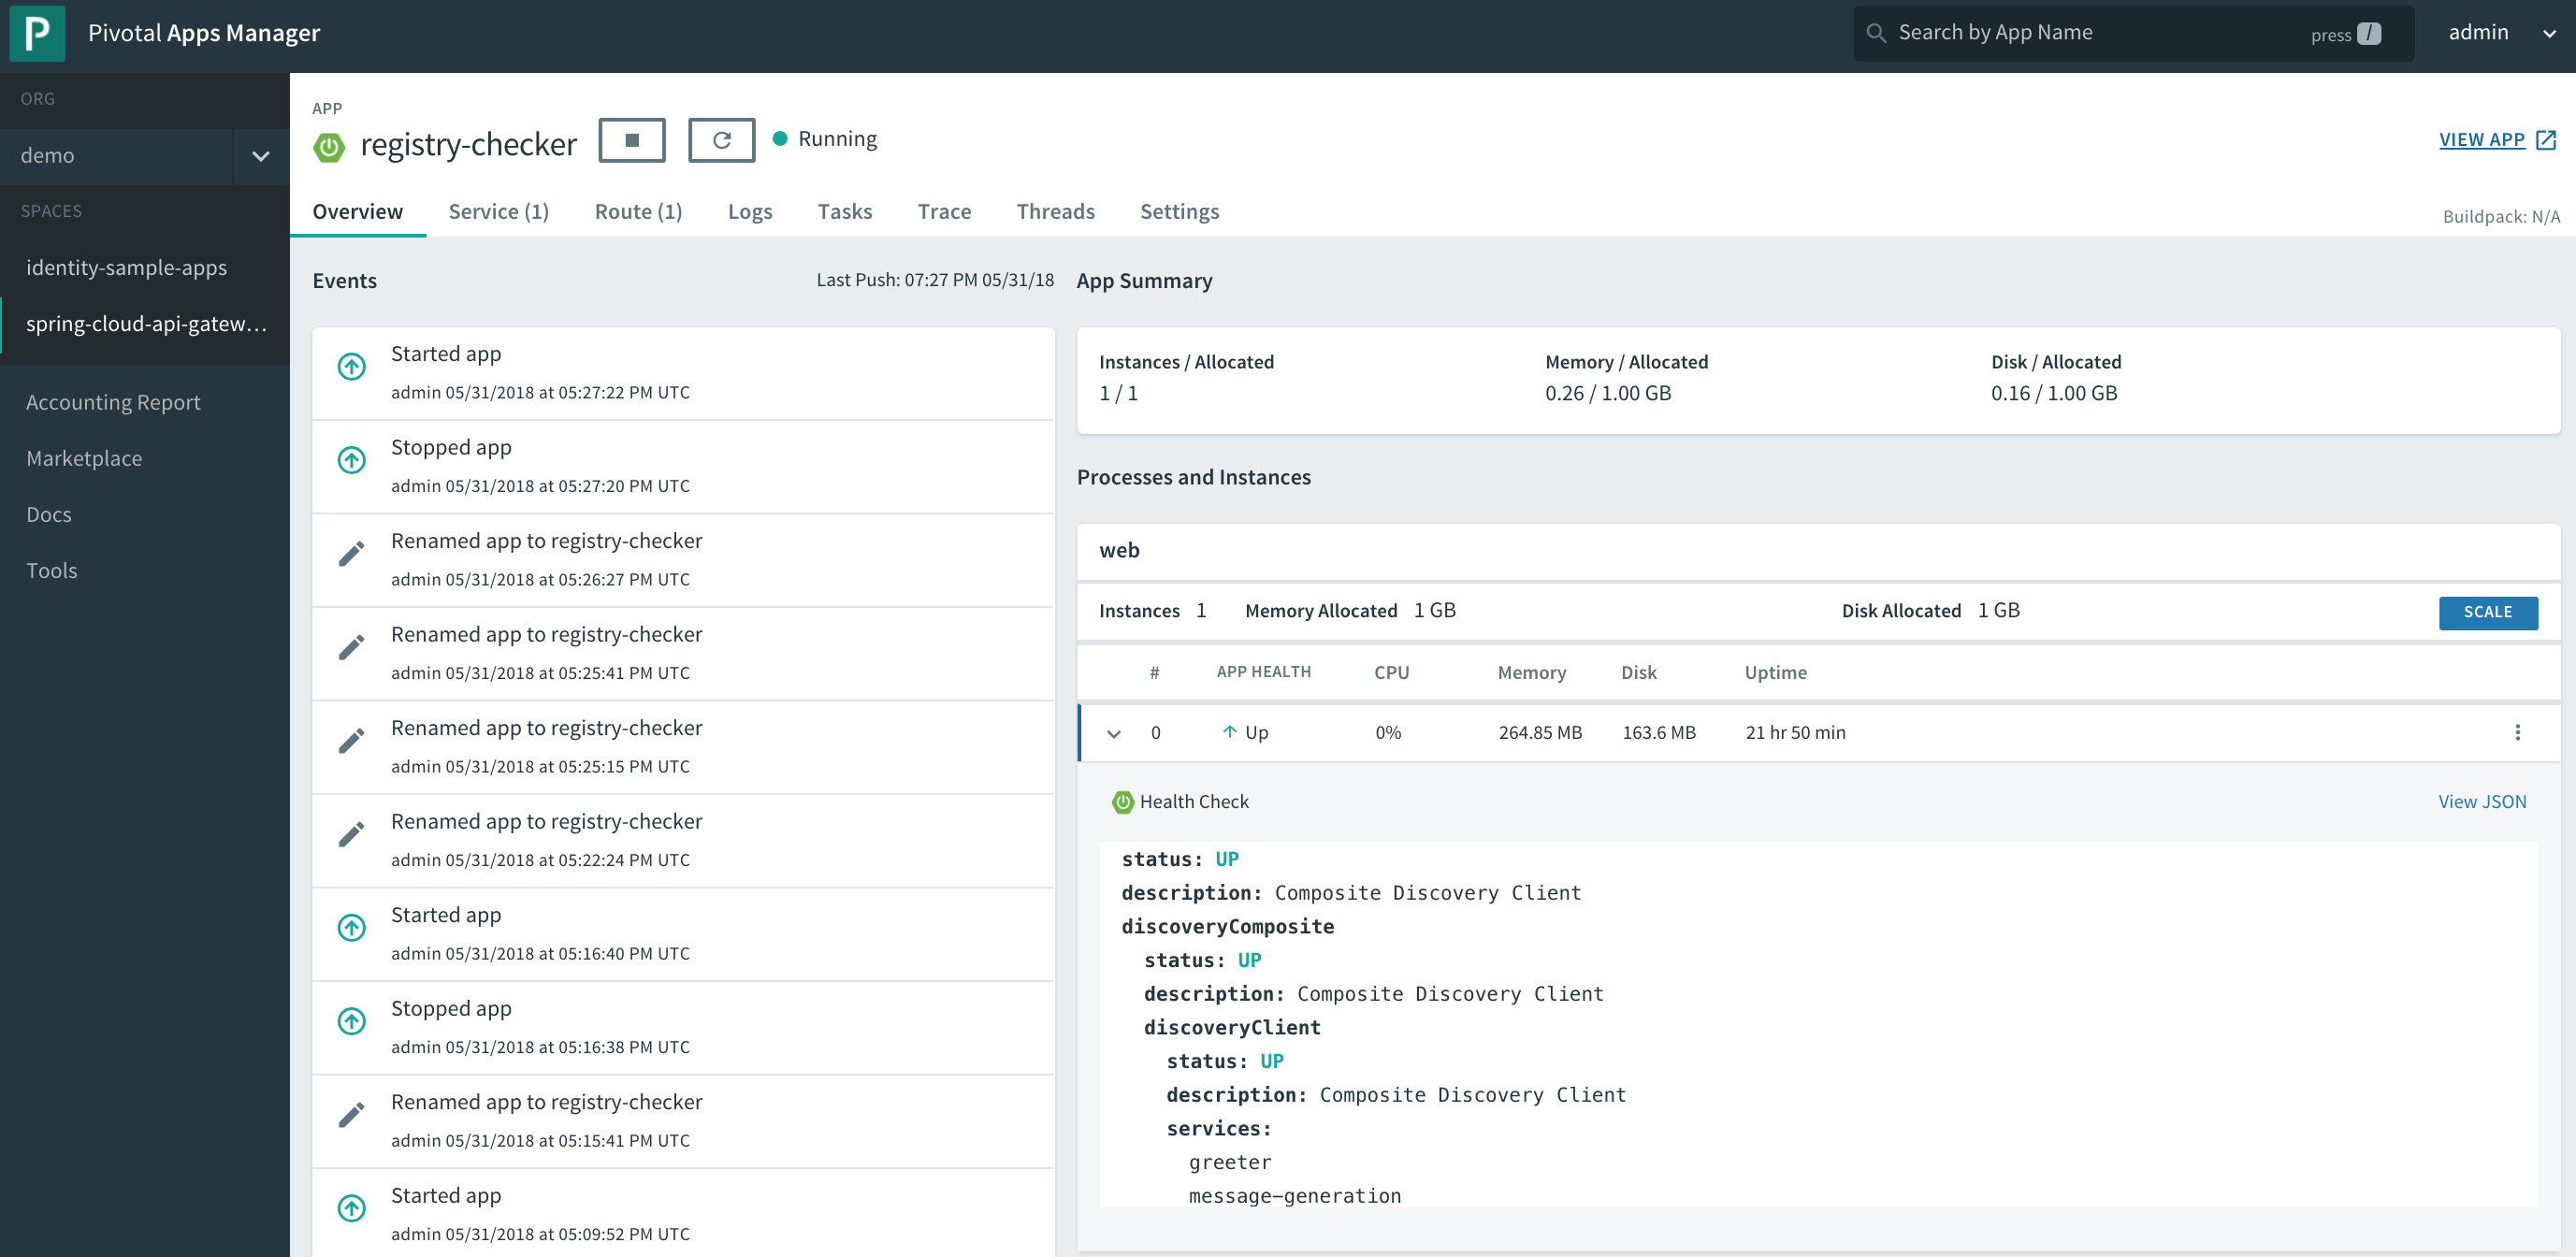 P
Pivotal Apps Manager
Search by App Name
press /
admin
ORG
demo
SPACES
identity-sample-apps
spring-cloud-api-gatew...
Accounting Report
Marketplace
Docs
Tools
APP
registry-checker
Running
VIEW APP
Overview
Service (1)
Route (1)
Logs
Tasks
Trace
Threads
Settings
Buildpack: N/A
Events
Last Push: 07:27 PM 05/31/18
Started app
admin 05/31/2018 at 05:27:22 PM UTC
Stopped app
admin 05/31/2018 at 05:27:20 PM UTC
Renamed app to registry-checker
admin 05/31/2018 at 05:26:27 PM UTC
Renamed app to registry-checker
admin 05/31/2018 at 05:25:41 PM UTC
Renamed app to registry-checker
admin 05/31/2018 at 05:25:15 PM UTC
Renamed app to registry-checker
admin 05/31/2018 at 05:22:24 PM UTC
Started app
admin 05/31/2018 at 05:16:40 PM UTC
Stopped app
admin 05/31/2018 at 05:16:38 PM UTC
Renamed app to registry-checker
admin 05/31/2018 at 05:15:41 PM UTC
Started app
admin 05/31/2018 at 05:09:52 PM UTC
App Summary
Instances / Allocated
1 / 1
Memory / Allocated
0.26 / 1.00 GB
Disk / Allocated
0.16 / 1.00 GB
Processes and Instances
web
Instances 1 Memory Allocated 1 GB Disk Allocated 1 GB SCALE
# APP HEALTH CPU Memory Disk Uptime
0 Up 0% 264.85 MB 163.6 MB 21 hr 50 min
Health Check
View JSON
status: UP
description: Composite Discovery Client
discoveryComposite
status: UP
description: Composite Discovery Client
discoveryClient
status: UP
description: Composite Discovery Client
services:
greeter
message-generation